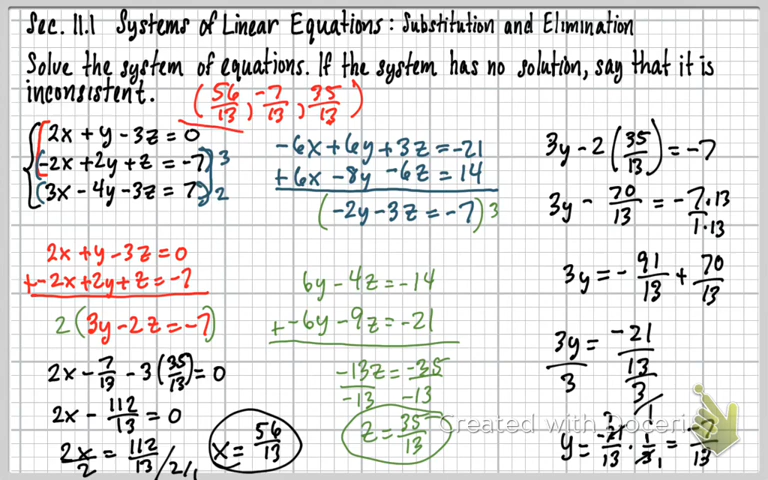 Sec. 11.1 Systems of Linear Equations: Substitution and Elimination
Solve the system of equations. If the system has no solution, say that it is
inconsistent. (56/13, -7/13, 35/13)
2x + y - 3z = 0
-2x + 2y + z = -7) 3
(3x - 4y - 3z = 7) 2
2x + y - 3z = 0
+ -2x + 2y + z = -7
2 (3y - 2z = -7)
2x - 7/13 - 3(35/13) = 0
2x - 112/13 = 0
2x/2 = 112/13 /2/1
x = 56/13
-6x + 6y + 3z = -21
+ 6x - 8y - 6z = 14
(-2y - 3z = -7) 3
6y - 4z = -14
+ -6y - 9z = -21
-13z/-13 = -35/-13
z = 35/13
3y - 2(35/13) = -7
3y - 70/13 = -7·13/1·13
3y = -91/13 + 70/13
3y/3 = -21/13 / 3/1
y = -21/13 · 1/3 = -7/13
7
1
Created with Doceri